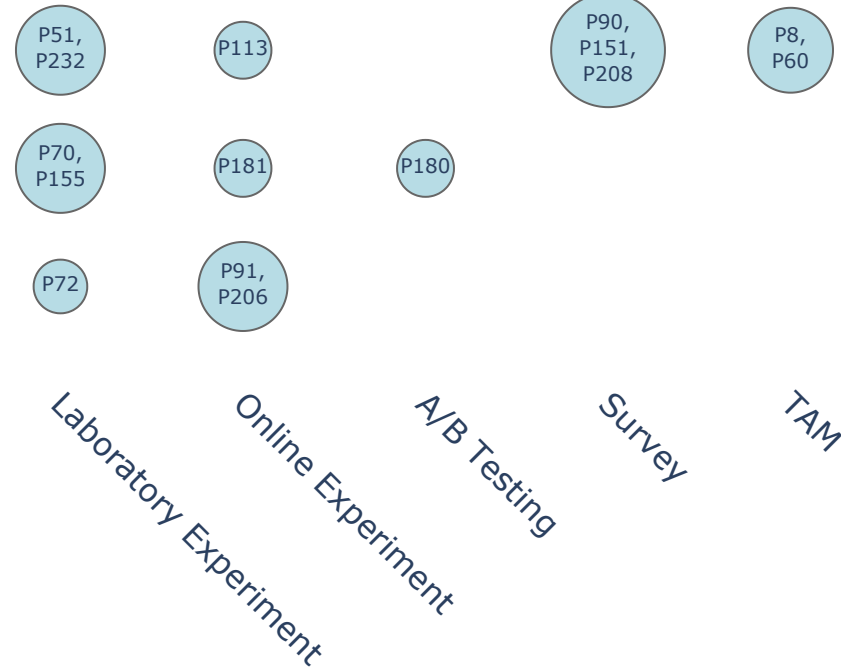 P51,
P232
P113
P90,
P151,
P208
P8,
P60
P70,
P155
P181
P180
P72
P91,
P206
Laboratory Experiment
Online Experiment
A/B Testing
Survey
TAM